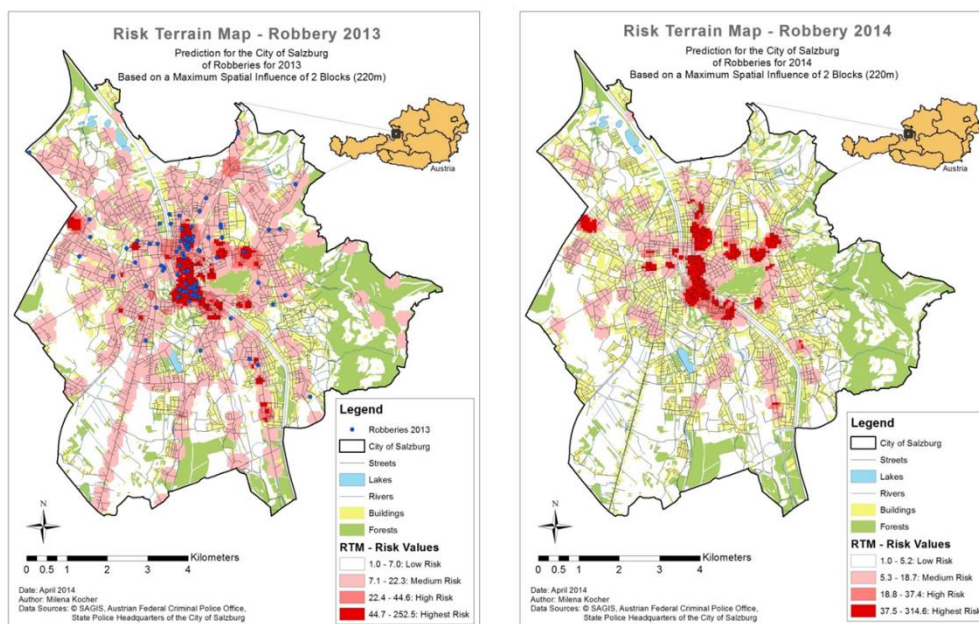 Risk Terrain Map - Robbery 2013
Prediction for the City of Salzburg
of Robberies for 2013
Based on a Maximum Spatial Influence of 2 Blocks (220m)
Austria
Legend
Robberies 2013
City of Salzburg
Streets
Lakes
Rivers
Buildings
Forests
RTM - Risk Values
1.0 - 7.0: Low Risk
7.1 - 22.3: Medium Risk
22.4 - 44.6: High Risk
44.7 - 252.5: Highest Risk
N
Kilometers
0 0.5 1 2 3 4
Date: April 2014
Author: Milena Kocher
Data Sources: © SAGIS, Austrian Federal Criminal Police Office,
State Police Headquarters of the City of Salzburg
Risk Terrain Map - Robbery 2014
Prediction for the City of Salzburg
of Robberies for 2014
Based on a Maximum Spatial Influence of 2 Blocks (220m)
Austria
Legend
City of Salzburg
Streets
Lakes
Rivers
Buildings
Forests
RTM - Risk Values
1.0 - 5.2: Low Risk
5.3 - 18.7: Medium Risk
18.8 - 37.4: High Risk
37.5 - 314.6: Highest Risk
N
Kilometers
0 0.5 1 2 3 4
Date: April 2014
Author: Milena Kocher
Data Sources: © SAGIS, Austrian Federal Criminal Police Office,
State Police Headquarters of the City of Salzburg